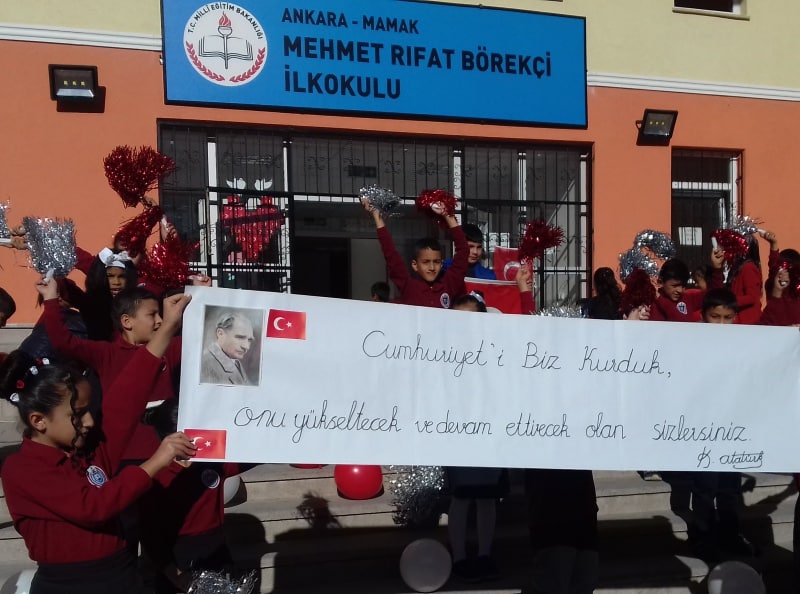 T.C. MİLLÎ EĞİTİM BAKANLIĞI
ANKARA - MAMAK
MEHMET RIFAT BÖREKÇİ
İLKOKULU
Cumhuriyet'i Biz Kurduk,
onu yükseltecek ve devam ettirecek olan sizlersiniz.
K. Atatürk